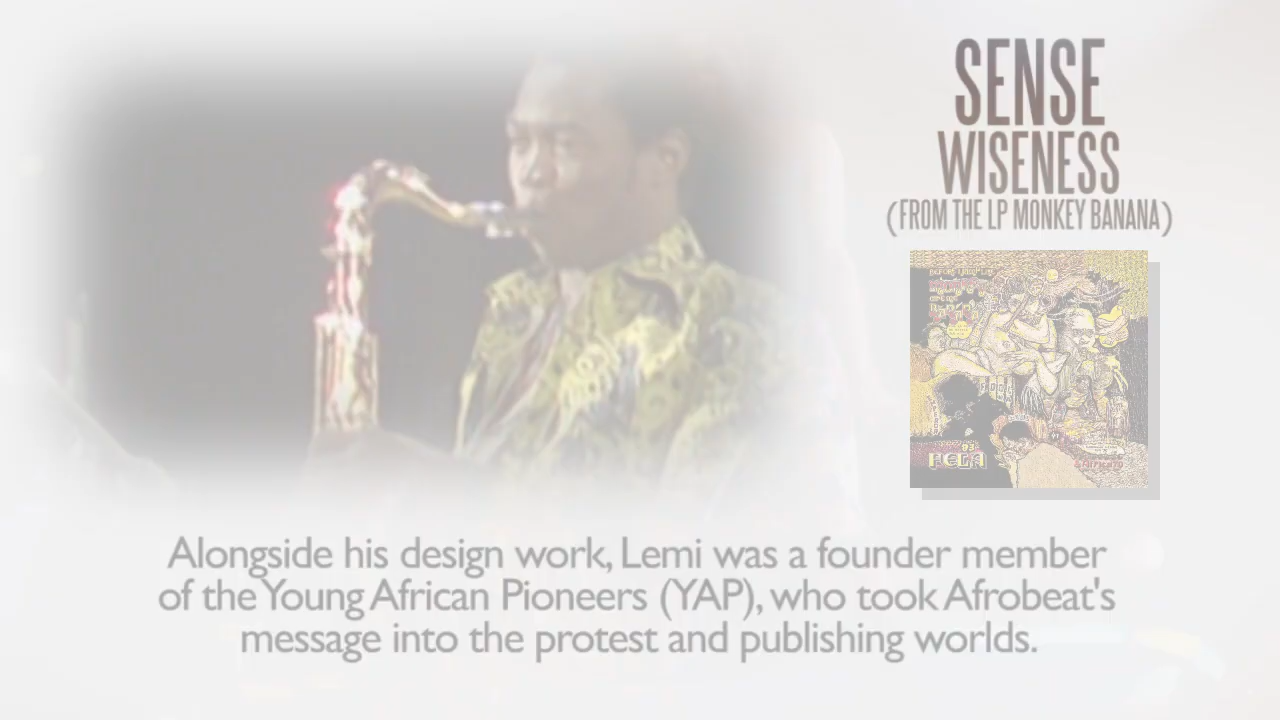 SENSE
WISENESS
(FROM THE LP MONKEY BANANA)
FELA
Alongside his design work, Lemi was a founder member
of the Young African Pioneers (YAP), who took Afrobeat's
message into the protest and publishing worlds.